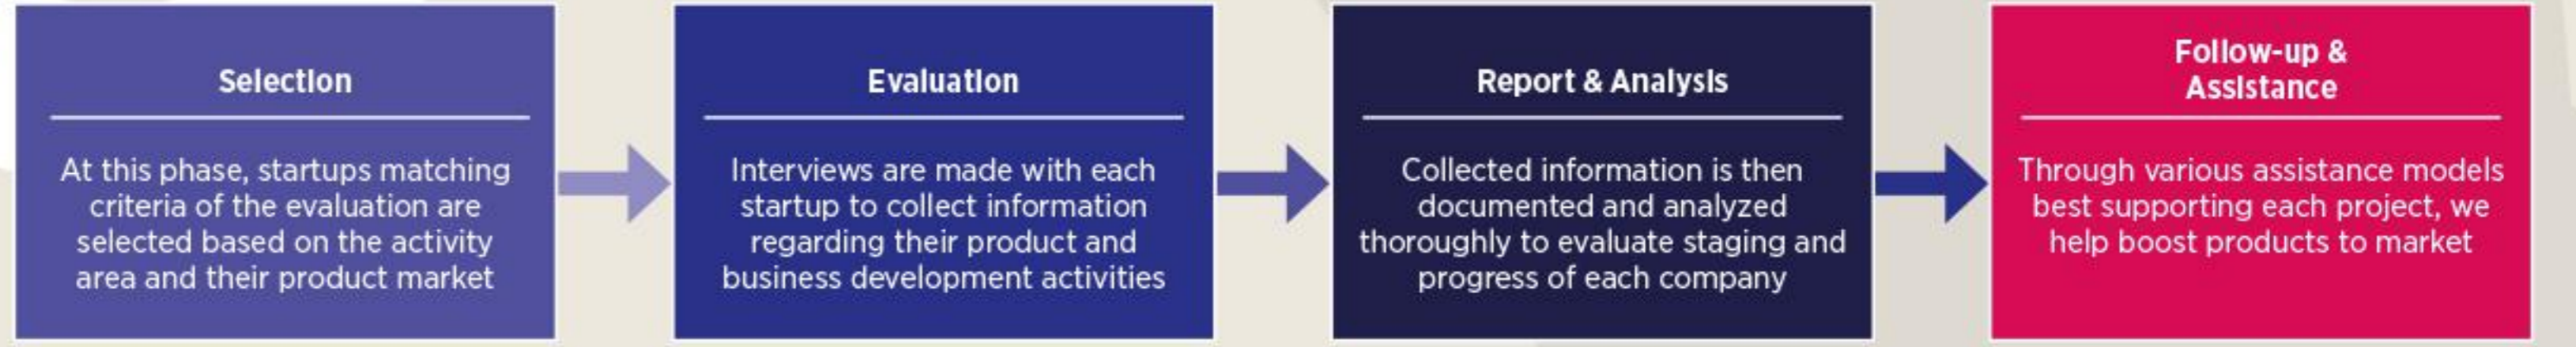 Selection
At this phase, startups matching
criteria of the evaluation are
selected based on the activity
area and their product market
Evaluation
Interviews are made with each
startup to collect information
regarding their product and
business development activities
Report & Analysis
Collected information is then
documented and analyzed
thoroughly to evaluate staging and
progress of each company
Follow-up &
Assistance
Through various assistance models
best supporting each project, we
help boost products to market